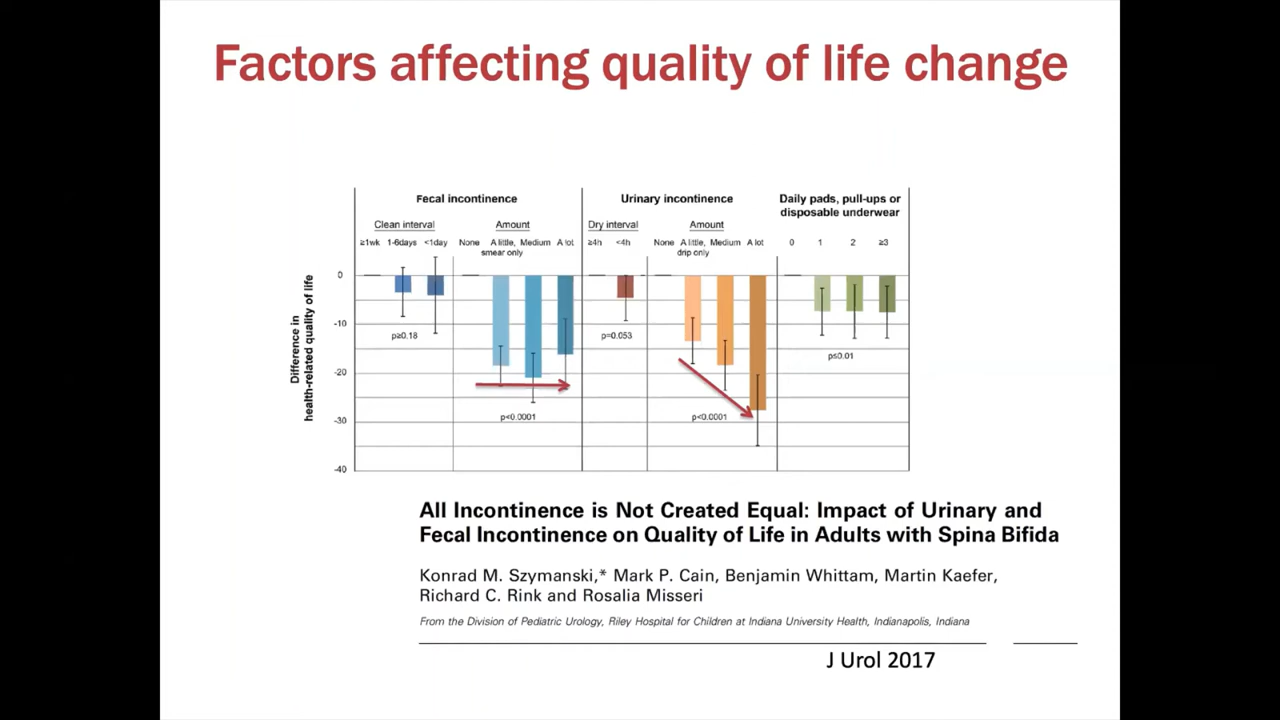 Factors affecting quality of life change
Fecal incontinence
Urinary incontinence
Daily pads, pull-ups or
disposable underwear
Clean interval
Amount
Dry interval
Amount
≥1wk 1-6days <1day
None A little, Medium A lot
smear only
≥4h <4h
None A little, Medium A lot
drip only
0 1 2 ≥3
Difference in
health-related quality of life
0
-10
-20
-30
-40
p≥0.18
p<0.0001
p=0.053
p<0.0001
p≤0.01
All Incontinence is Not Created Equal: Impact of Urinary and
Fecal Incontinence on Quality of Life in Adults with Spina Bifida
Konrad M. Szymanski,* Mark P. Cain, Benjamin Whittam, Martin Kaefer,
Richard C. Rink and Rosalia Misseri
From the Division of Pediatric Urology, Riley Hospital for Children at Indiana University Health, Indianapolis, Indiana
J Urol 2017